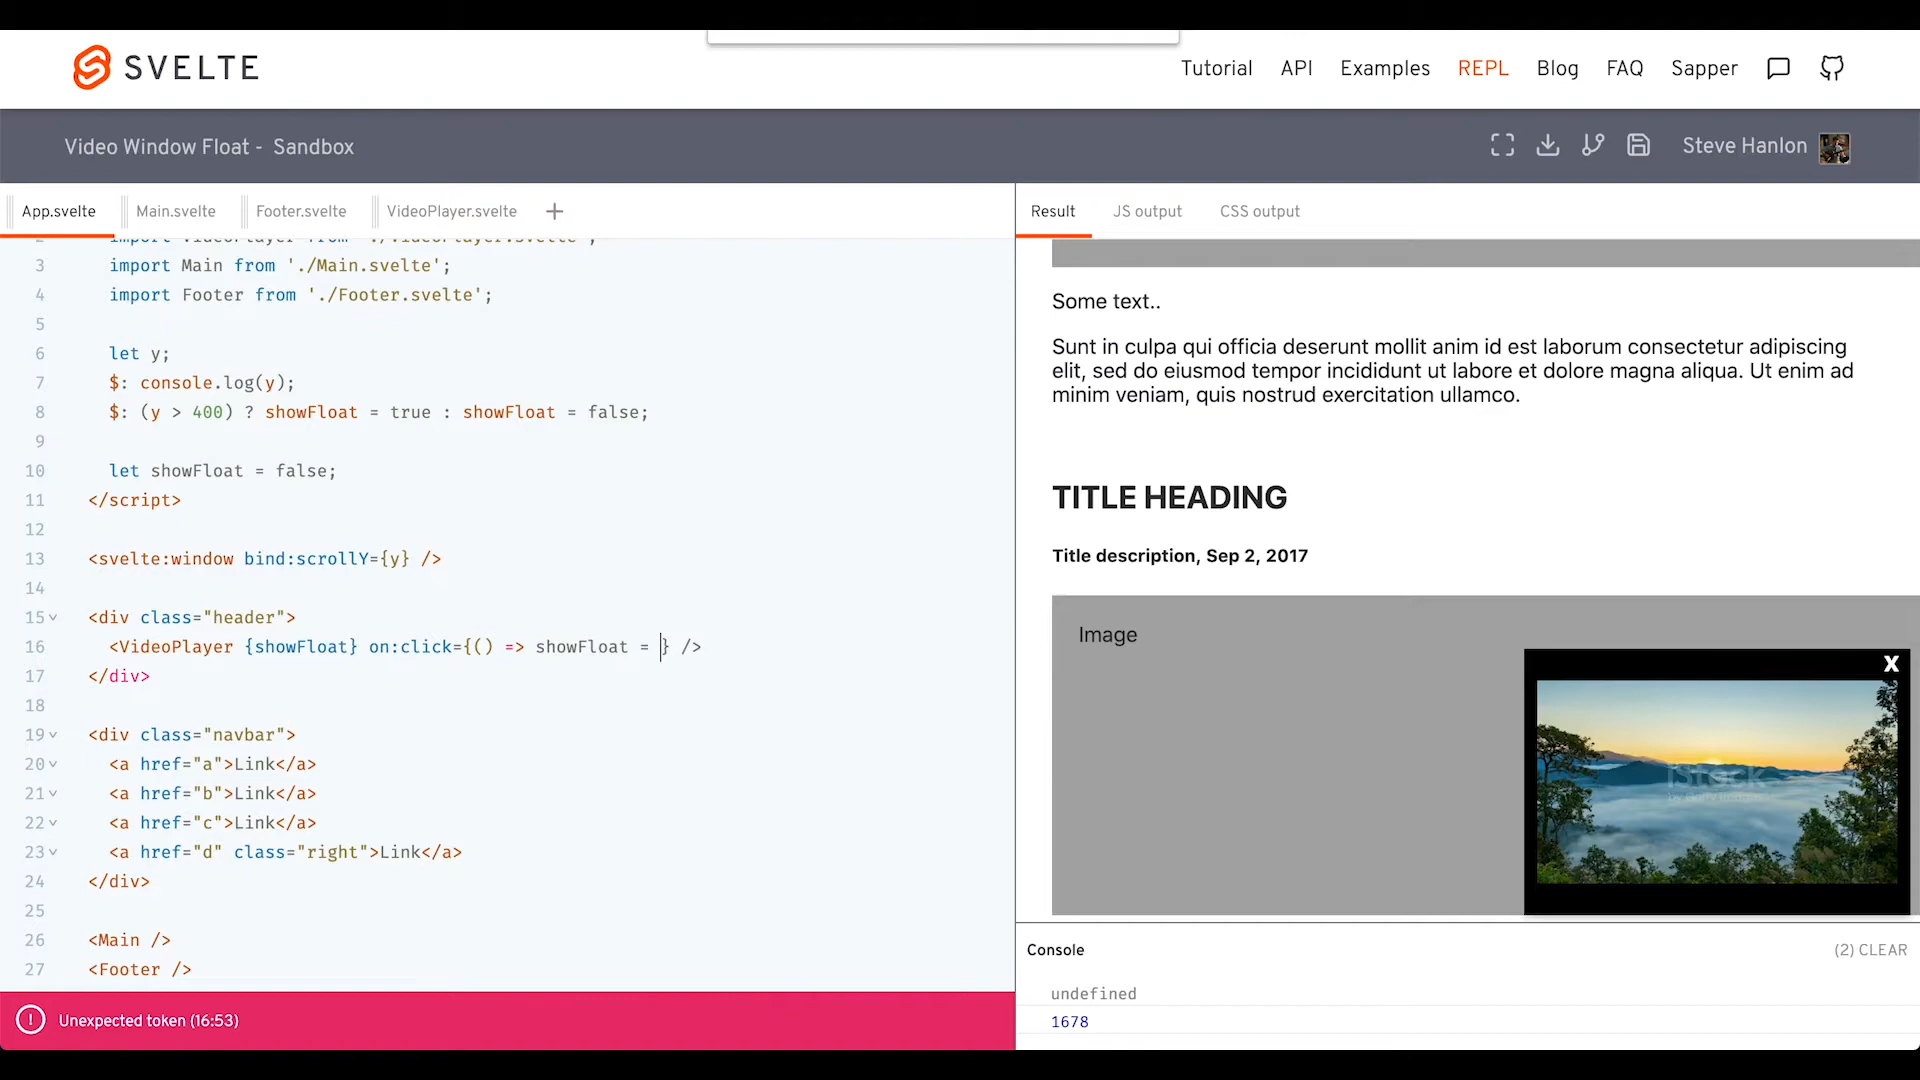 SVELTE
Tutorial API Examples REPL Blog FAQ Sapper
Video Window Float - Sandbox
Steve Hanlon
App.svelte Main.svelte Footer.svelte VideoPlayer.svelte +
Result JS output CSS output
2 import VideoPlayer from './VideoPlayer.svelte';
3 import Main from './Main.svelte';
4 import Footer from './Footer.svelte';
5
6 let y;
7 $: console.log(y);
8 $: (y > 400) ? showFloat = true : showFloat = false;
9
10 let showFloat = false;
11 </script>
12
13 <svelte:window bind:scrollY={y} />
14
15 <div class="header">
16 <VideoPlayer {showFloat} on:click={() => showFloat = } />
17 </div>
18
19 <div class="navbar">
20 <a href="a">Link</a>
21 <a href="b">Link</a>
22 <a href="c">Link</a>
23 <a href="d" class="right">Link</a>
24 </div>
25
26 <Main />
27 <Footer />
! Unexpected token (16:53)
Some text..
Sunt in culpa qui officia deserunt mollit anim id est laborum consectetur adipiscing
elit, sed do eiusmod tempor incididunt ut labore et dolore magna aliqua. Ut enim ad
minim veniam, quis nostrud exercitation ullamco.
TITLE HEADING
Title description, Sep 2, 2017
Image
X
iStock
Console
(2) CLEAR
undefined
1678